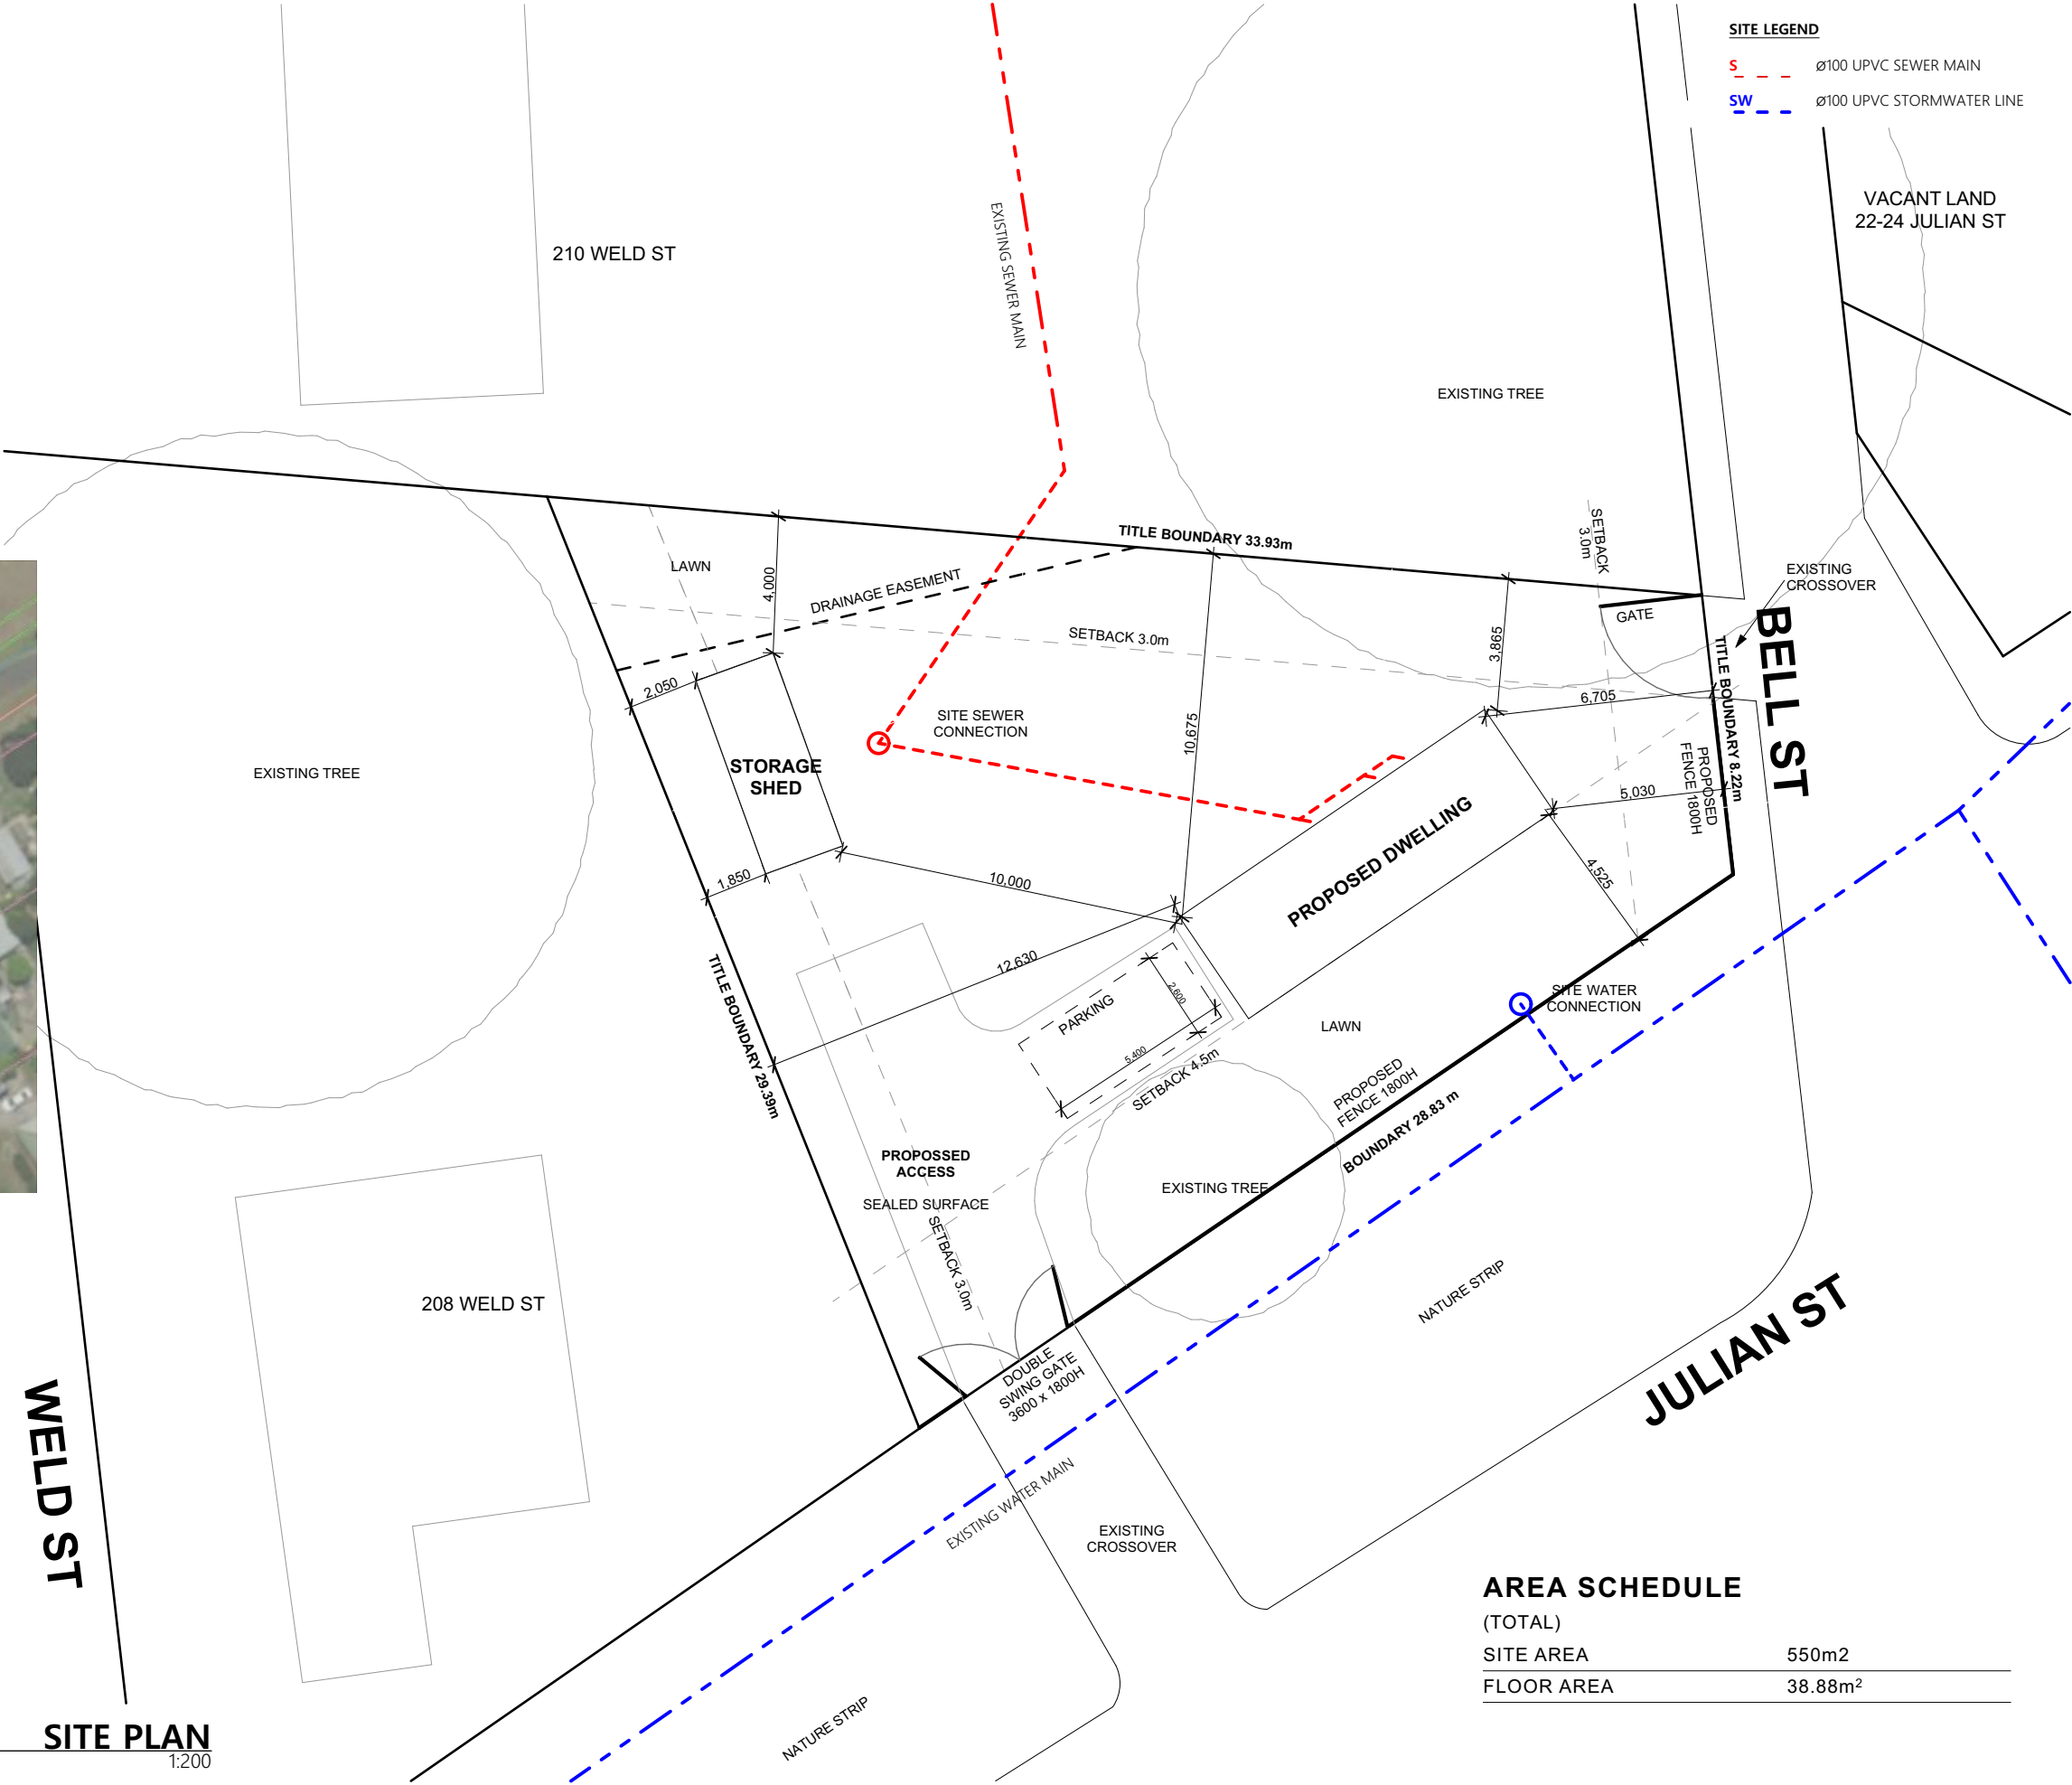 SITE LEGEND
S
Ø100 UPVC SEWER MAIN
SW
Ø100 UPVC STORMWATER LINE
VACANT LAND
22-24 JULIAN ST
210 WELD ST
EXISTING SEWER MAIN
EXISTING TREE
TITLE BOUNDARY 33.93m
SETBACK
3.0m
LAWN
4,000
DRAINAGE EASEMENT
EXISTING
CROSSOVER
GATE
SETBACK 3.0m
3,865
BELL ST
TITLE BOUNDARY 8.22m
2,050
6,705
SITE SEWER
CONNECTION
10,675
PROPOSED
FENCE 1800H
STORAGE
SHED
EXISTING TREE
5,030
PROPOSED DWELLING
4,525
1,850
10,000
12,630
TITLE BOUNDARY 29.39m
2,600
PARKING
5,400
SITE WATER
CONNECTION
LAWN
SETBACK 4.5m
PROPOSED
FENCE 1800H
BOUNDARY 28.83 m
PROPOSSED
ACCESS
SEALED SURFACE
EXISTING TREE
SETBACK 3.0m
208 WELD ST
NATURE STRIP
JULIAN ST
DOUBLE
SWING GATE
3600 x 1800H
WELD ST
EXISTING WATER MAIN
EXISTING
CROSSOVER
NATURE STRIP
AREA SCHEDULE
(TOTAL)
SITE AREA 550m2
FLOOR AREA 38.88m²
SITE PLAN
1:200